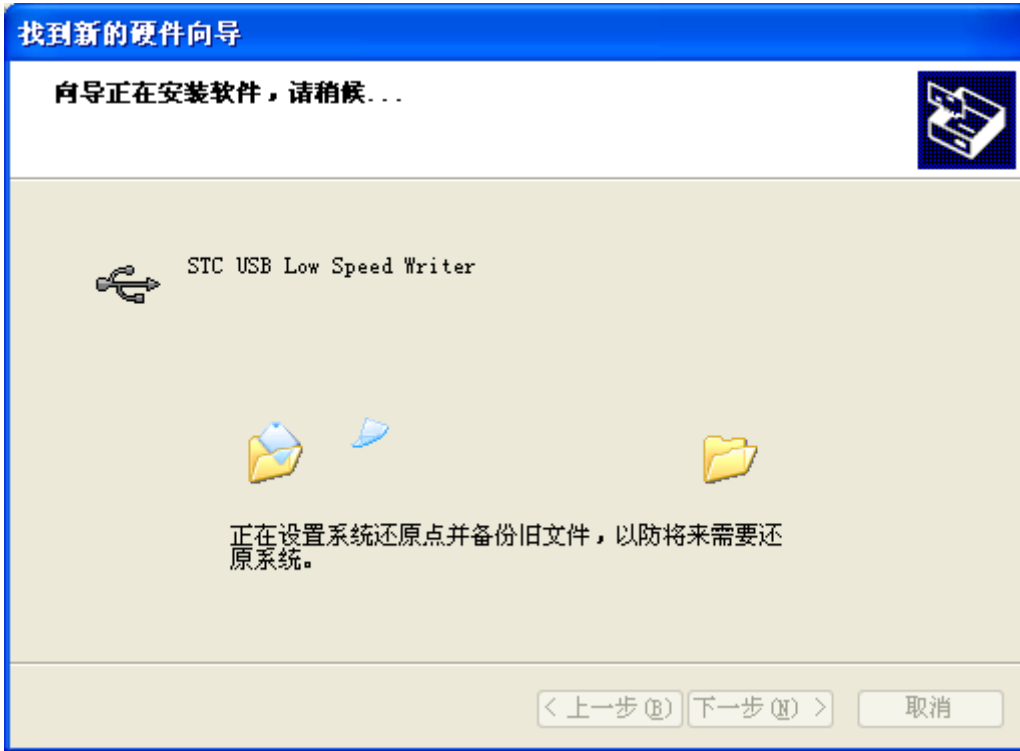 找到新的硬件向导
向导正在安装软件，请稍候...
STC USB Low Speed Writer
正在设置系统还原点并备份旧文件，以防将来需要还
原系统。
< 上一步(B) 下一步(N) > 取消